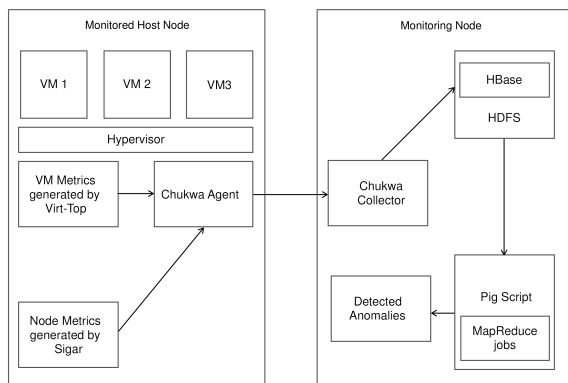 Monitored Host Node
VM 1
VM 2
VM3
Hypervisor
VM Metrics
generated by
Virt-Top
Chukwa Agent
Node Metrics
generated by
Sigar
Monitoring Node
HBase
HDFS
Chukwa
Collector
Pig Script
MapReduce
jobs
Detected
Anomalies